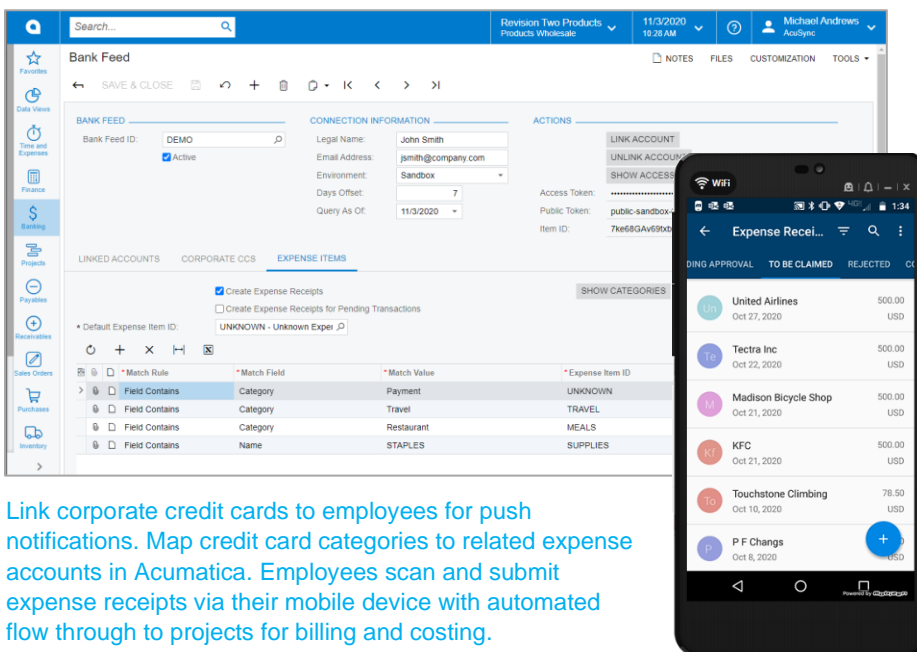 Search...
Revision Two Products
Products Wholesale
11/3/2020
10:28 AM
Michael Andrews
AcuSync
Favorites
Data Views
Time and
Expenses
Finance
Banking
Projects
Payables
Receivables
Sales Orders
Purchases
Inventory
Bank Feed
NOTES FILES CUSTOMIZATION TOOLS
SAVE & CLOSE
BANK FEED
Bank Feed ID: DEMO
Active
CONNECTION INFORMATION
Legal Name: John Smith
Email Address: jsmith@company.com
Environment: Sandbox
Days Offset: 7
Query As Of: 11/3/2020
ACTIONS
LINK ACCOUNT
UNLINK ACCOUN
SHOW ACCESS
Access Token:
Public Token: public-sandbox-
Item ID: 7ke68GAv69txb
LINKED ACCOUNTS CORPORATE CCS EXPENSE ITEMS
Create Expense Receipts
SHOW CATEGORIES
Create Expense Receipts for Pending Transactions
* Default Expense Item ID: UNKNOWN - Unknown Exper
*Match Rule *Match Field *Match Value *Expense Item ID
Field Contains Category Payment UNKNOWN
Field Contains Category Travel TRAVEL
Field Contains Category Restaurant MEALS
Field Contains Name STAPLES SUPPLIES
WiFi
1:34
Expense Recei...
DING APPROVAL TO BE CLAIMED REJECTED
Un United Airlines 500.00
Oct 27, 2020 USD
Te Tectra Inc 500.00
Oct 22, 2020 USD
M Madison Bicycle Shop 500.00
Oct 21, 2020 USD
Kf KFC 500.00
Oct 21, 2020 USD
To Touchstone Climbing 78.50
Oct 10, 2020 USD
P P F Changs
Oct 8, 2020 USD
Link corporate credit cards to employees for push
notifications. Map credit card categories to related expense
accounts in Acumatica. Employees scan and submit
expense receipts via their mobile device with automated
flow through to projects for billing and costing.